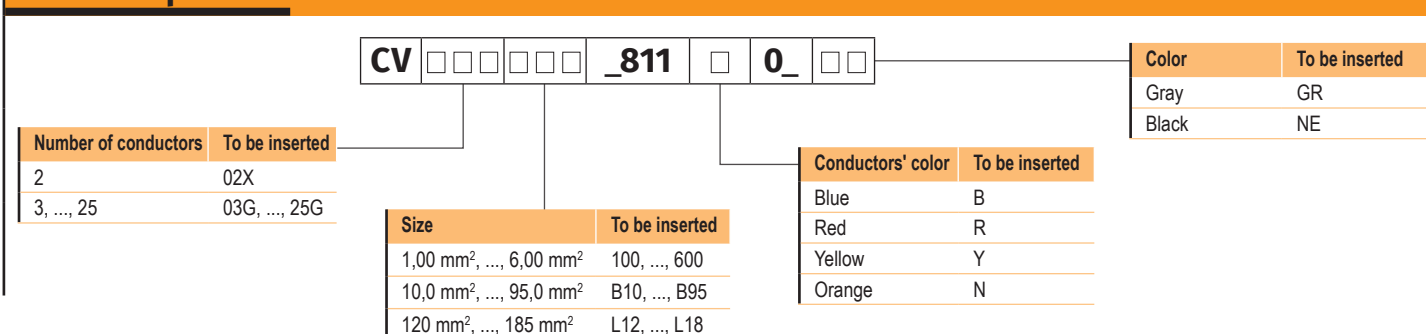 CV □□□ □□□ _811 □ 0_ □□
Color To be inserted
Gray GR
Black NE
Number of conductors To be inserted
2 02X
3, ..., 25 03G, ..., 25G
Conductors' color To be inserted
Blue B
Red R
Yellow Y
Orange N
Size To be inserted
1,00 mm², ..., 6,00 mm² 100, ..., 600
10,0 mm², ..., 95,0 mm² B10, ..., B95
120 mm², ..., 185 mm² L12, ..., L18